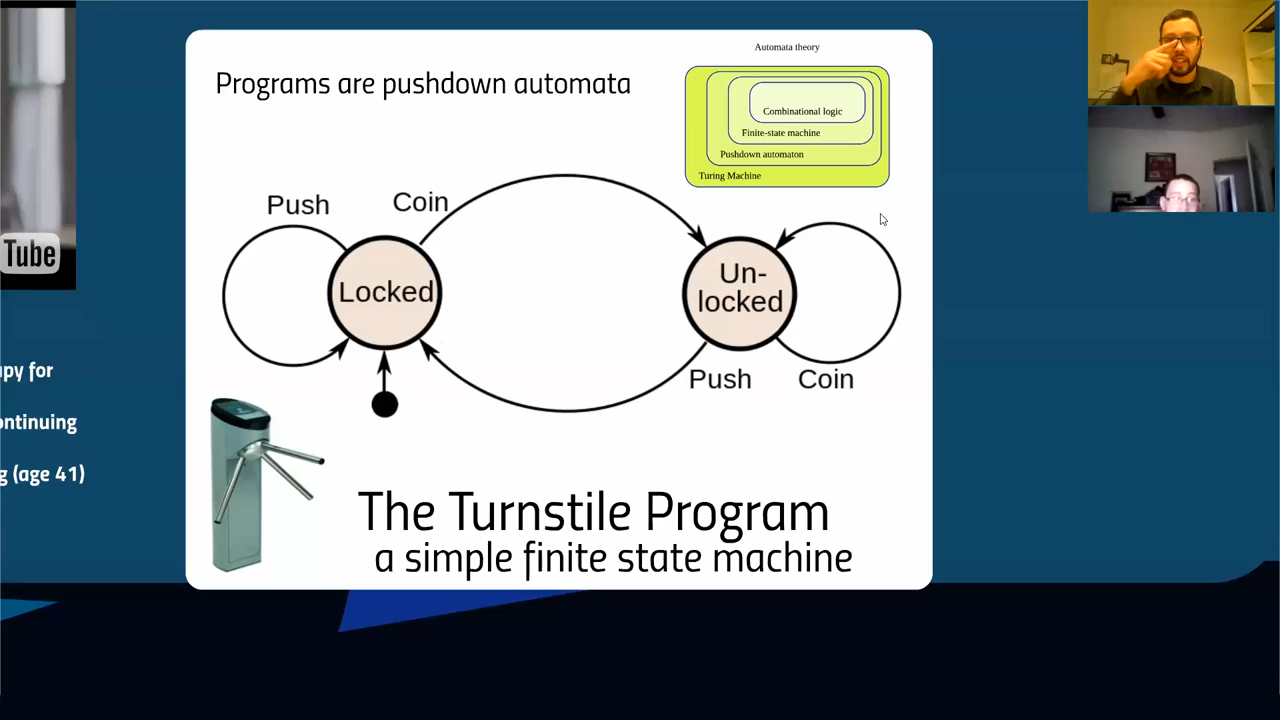 Programs are pushdown automata
Automata theory
Combinational logic
Finite-state machine
Pushdown automaton
Turing Machine
Push
Coin
Locked
Un-
locked
Push
Coin
Tube
py for
ontinuing
g (age 41)
The Turnstile Program
a simple finite state machine